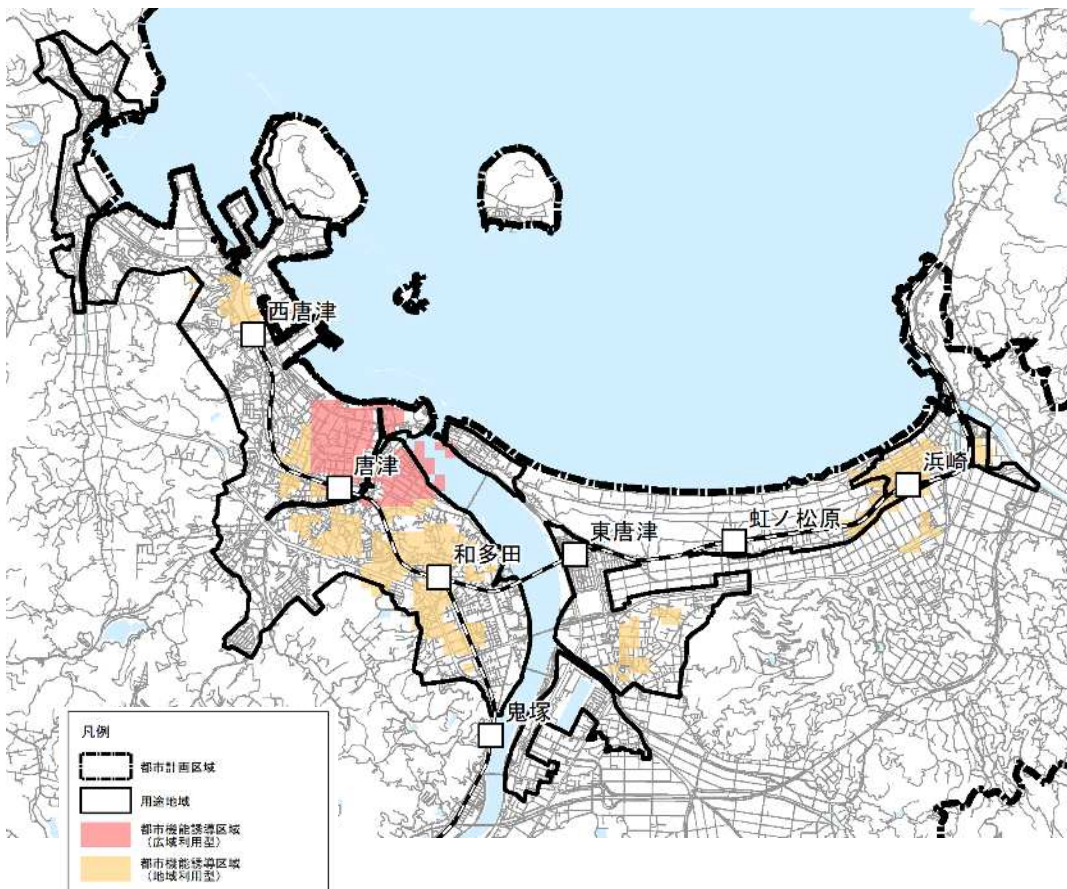 西唐津
唐津
浜崎
虹ノ松原
東唐津
和多田
鬼塚
凡例
都市計画区域
用途地域
都市機能誘導区域
（広域利用型）
都市機能誘導区域
（地域利用型）